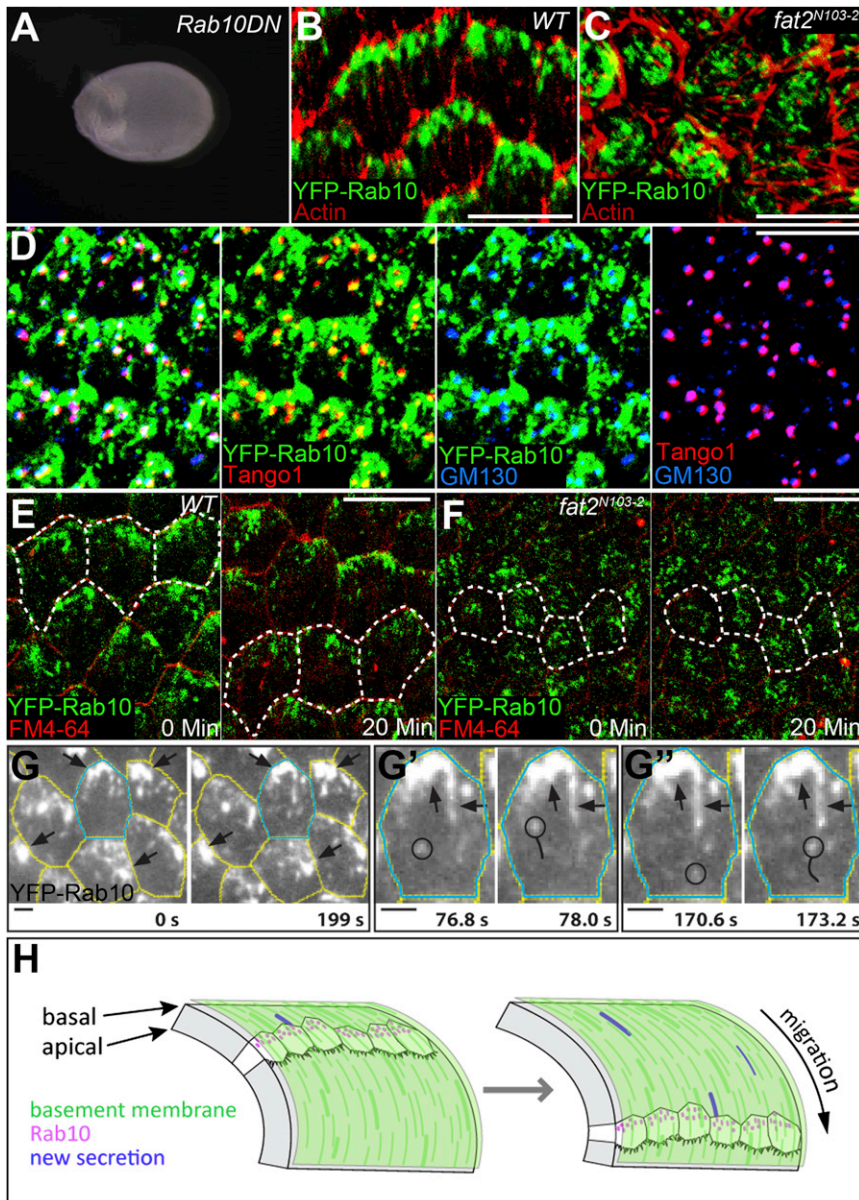 A
Rab10DN
B
WT
YFP-Rab10
Actin
C
fat2N103-2
YFP-Rab10
Actin
D
YFP-Rab10
Tango1
YFP-Rab10
GM130
Tango1
GM130
E
WT
YFP-Rab10
FM4-64
0 Min
20 Min
F
fat2N103-2
YFP-Rab10
FM4-64
0 Min
20 Min
G
YFP-Rab10
0 s
199 s
G'
76.8 s
78.0 s
G''
170.6 s
173.2 s
H
basal
apical
basement membrane
Rab10
new secretion
migration